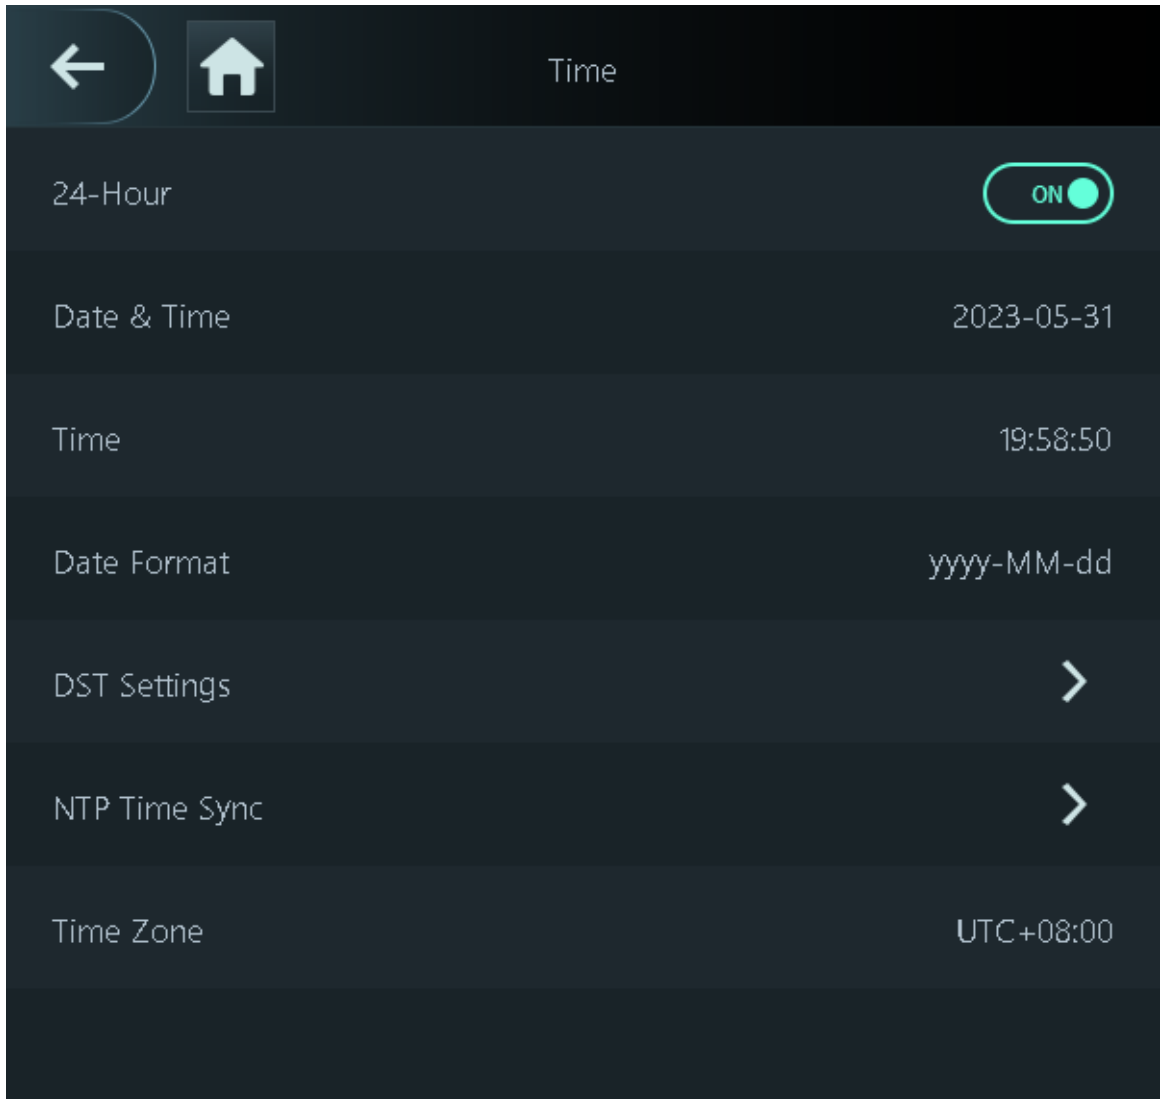 Time
24-Hour
ON
Date & Time
2023-05-31
Time
19:58:50
Date Format
yyyy-MM-dd
DST Settings
NTP Time Sync
Time Zone
UTC+08:00